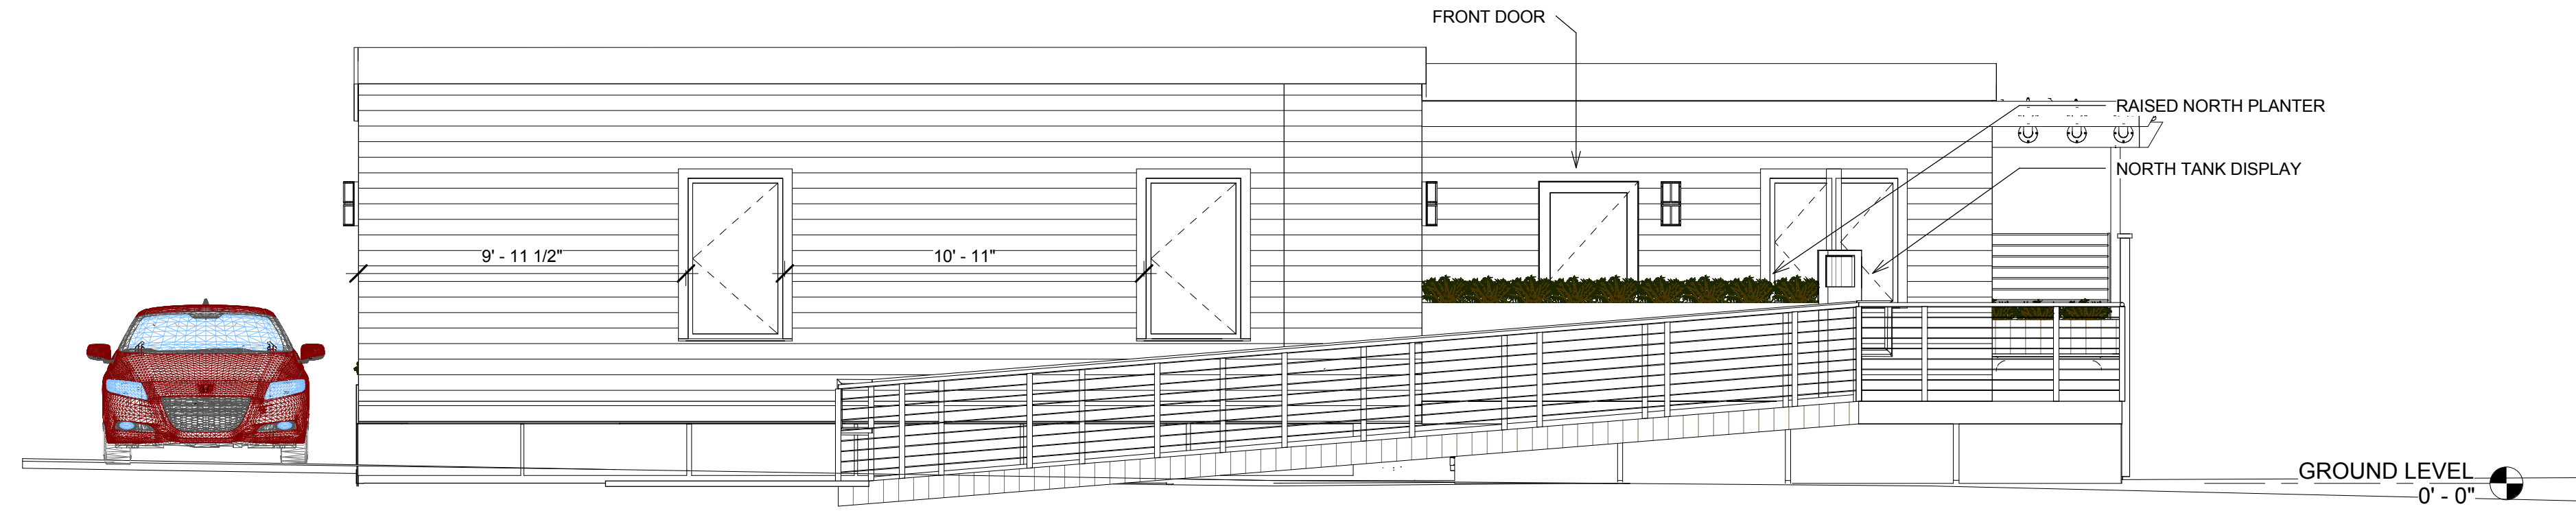 FRONT DOOR
RAISED NORTH PLANTER
NORTH TANK DISPLAY
9' - 11 1/2"
10' - 11"
GROUND LEVEL
0' - 0"